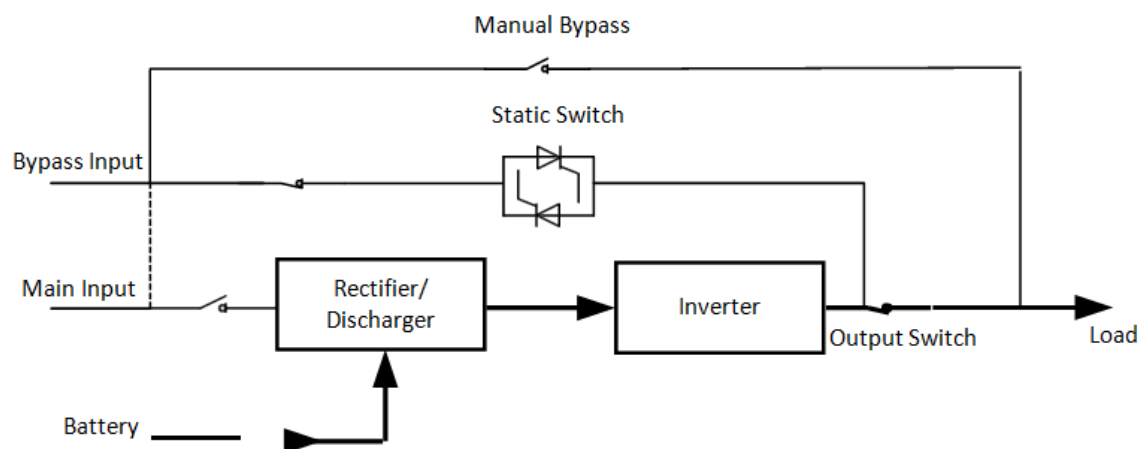 Manual Bypass
Static Switch
Bypass Input
Main Input
Rectifier/
Discharger
Inverter
Output Switch
Load
Battery